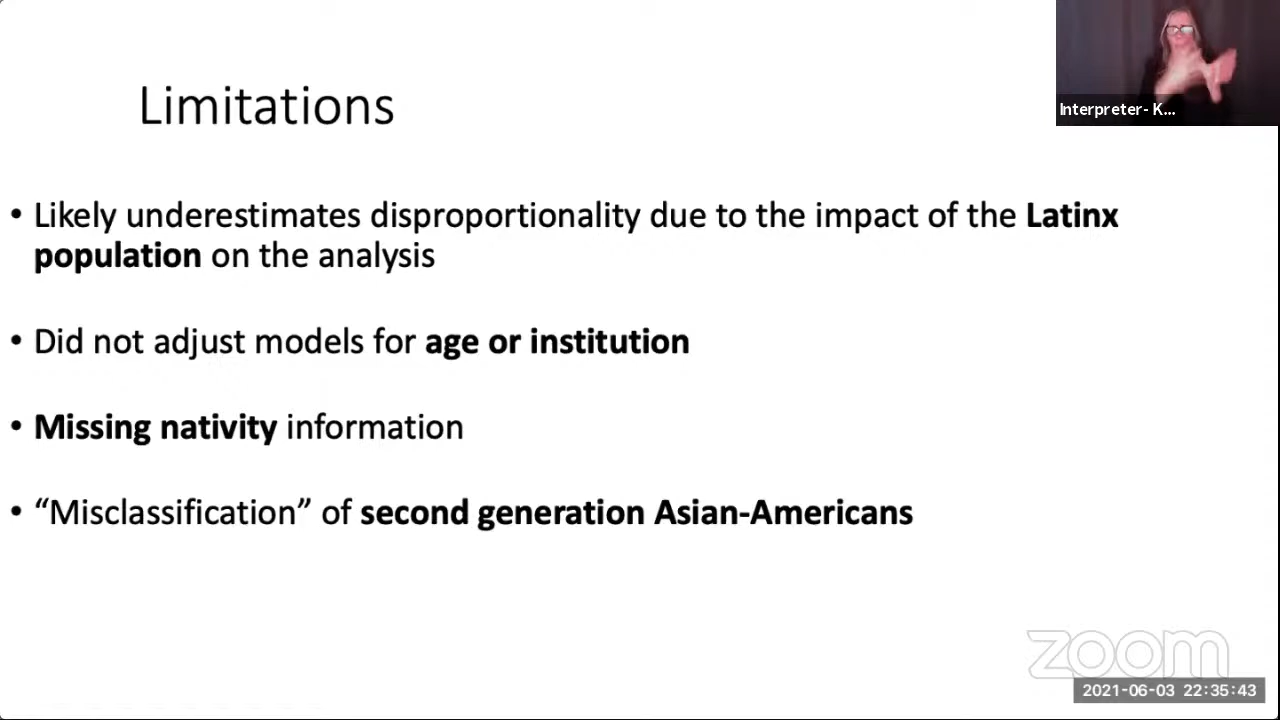 Limitations
Interpreter- K...
• Likely underestimates disproportionality due to the impact of the Latinx
population on the analysis
• Did not adjust models for age or institution
• Missing nativity information
• “Misclassification” of second generation Asian-Americans
zoom
2021-06-03 22:35:43